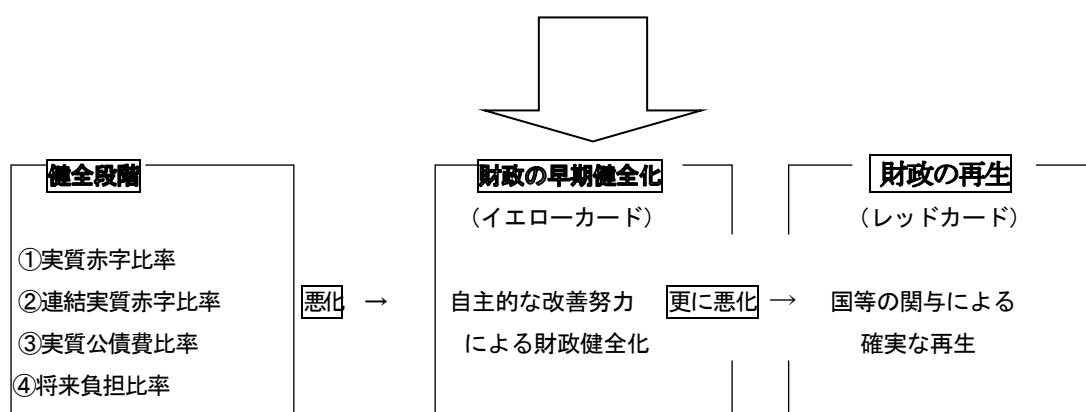 健全段階
①実質赤字比率
②連結実質赤字比率
③実質公債費比率
④将来負担比率
悪化 →
財政の早期健全化
（イエローカード）
自主的な改善努力
による財政健全化
更に悪化 →
財政の再生
（レッドカード）
国等の関与による
確実な再生